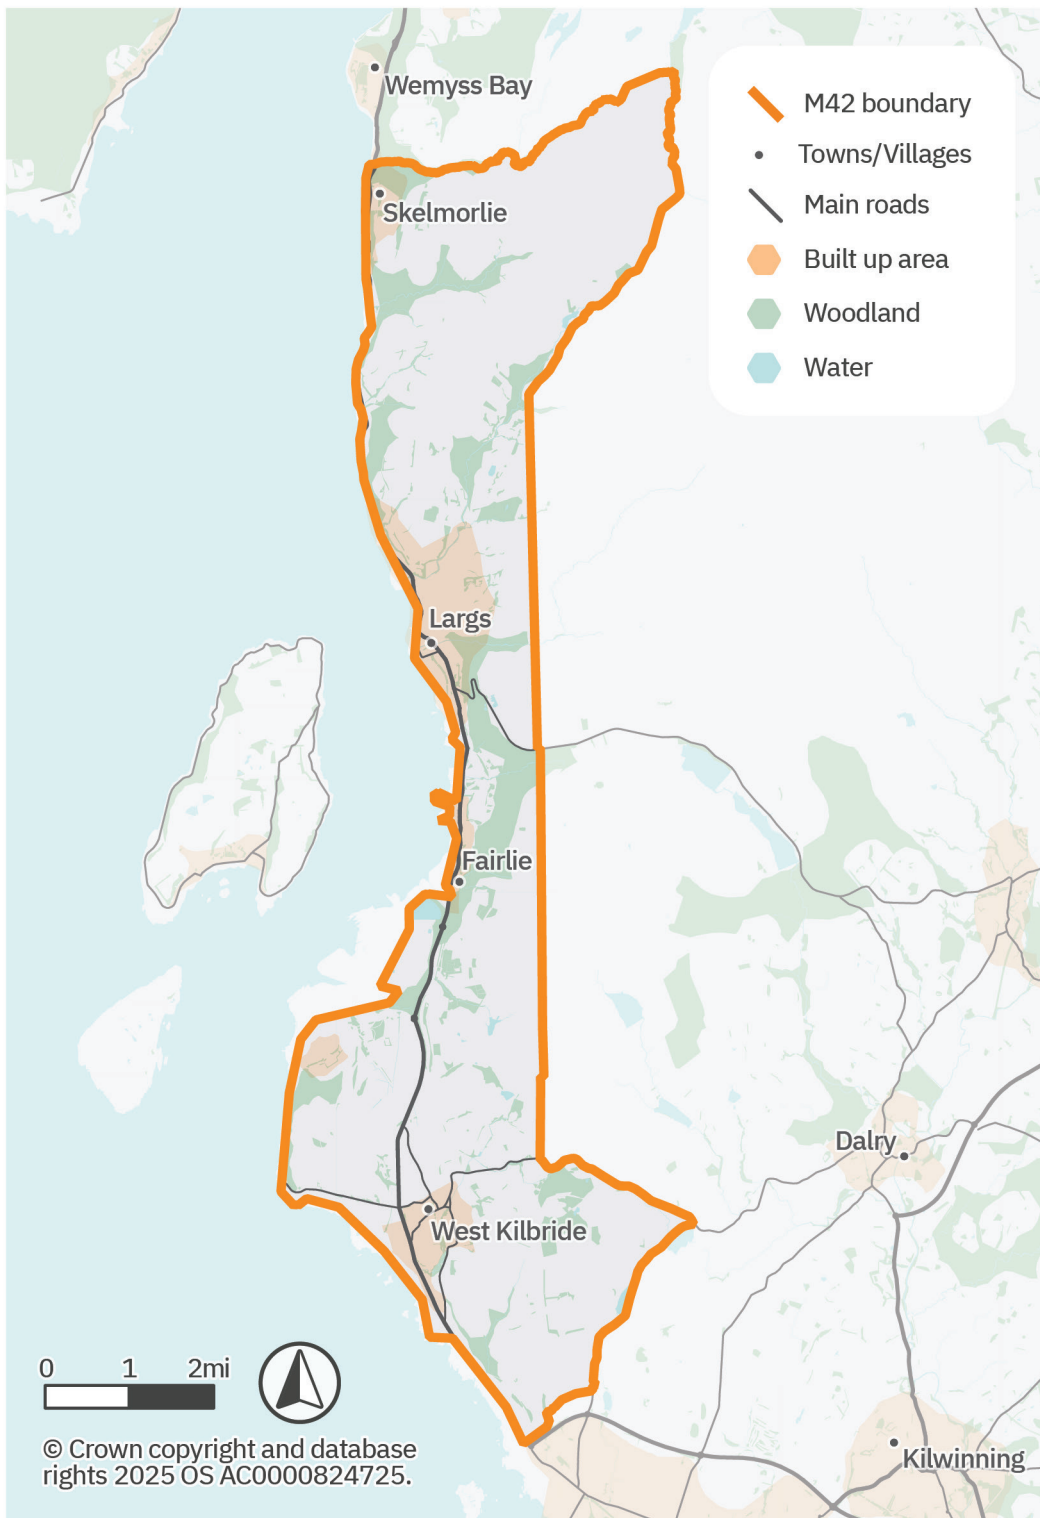 Wemyss Bay
Skelmorlie
M42 boundary
Towns/Villages
Main roads
Built up area
Woodland
Water
Largs
Fairlie
Dalry
West Kilbride
0 1 2mi
© Crown copyright and database
rights 2025 OS AC0000824725.
Kilwinning